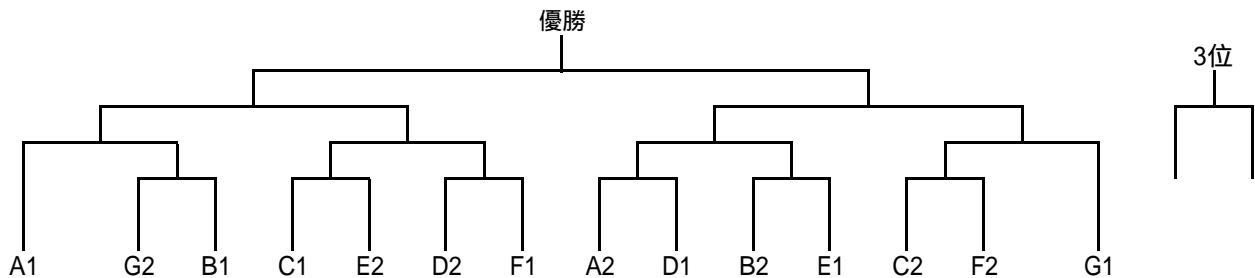 優勝
3位
A1 G2 B1 C1 E2 D2 F1 A2 D1 B2 E1 C2 F2 G1